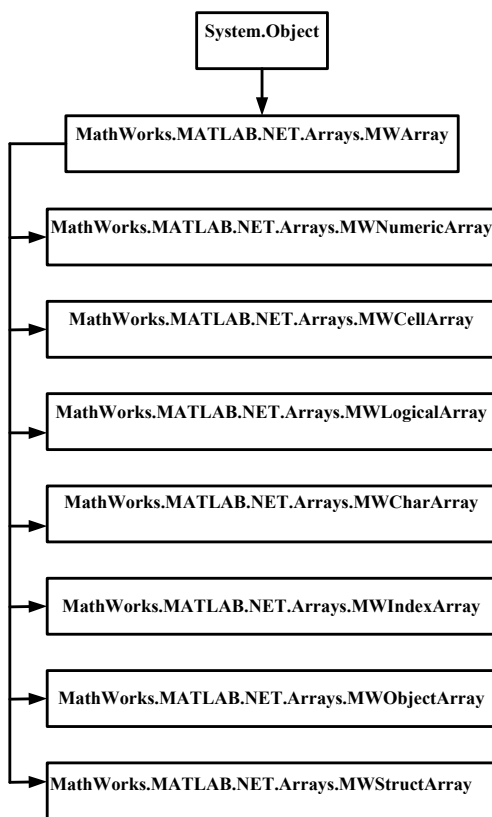 System.Object
MathWorks.MATLAB.NET.Arrays.MWArray
MathWorks.MATLAB.NET.Arrays.MWNumericArray
MathWorks.MATLAB.NET.Arrays.MWCellArray
MathWorks.MATLAB.NET.Arrays.MWLogicalArray
MathWorks.MATLAB.NET.Arrays.MWCharArray
MathWorks.MATLAB.NET.Arrays.MWIndexArray
MathWorks.MATLAB.NET.Arrays.MWObjectArray
MathWorks.MATLAB.NET.Arrays.MWStructArray